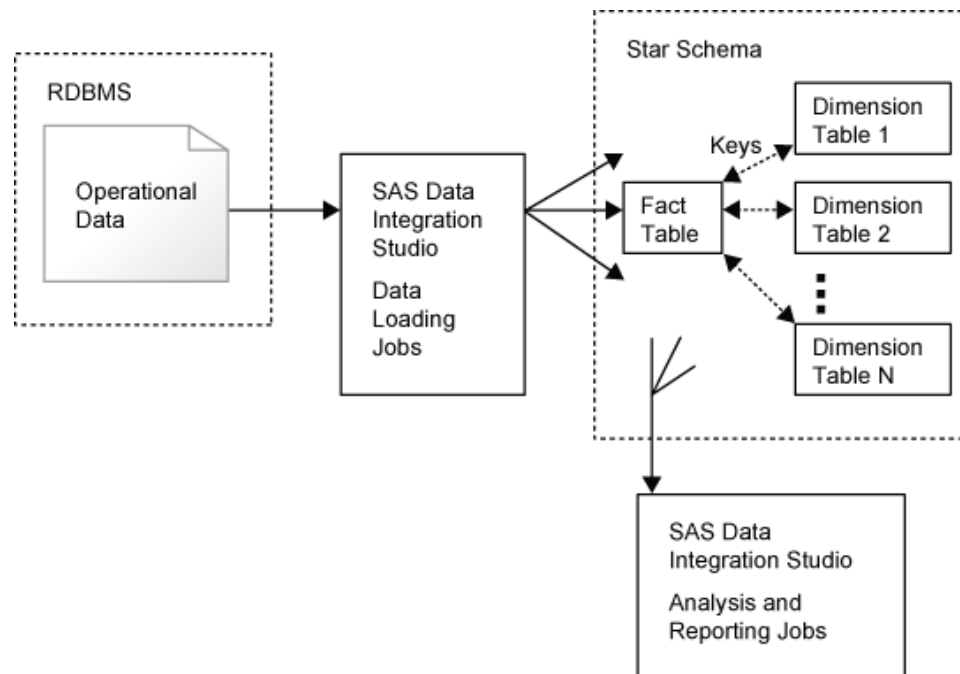 RDBMS
Operational
Data
SAS Data
Integration
Studio
Data
Loading
Jobs
Star Schema
Keys
Fact
Table
Dimension
Table 1
Dimension
Table 2
Dimension
Table N
SAS Data
Integration Studio
Analysis and
Reporting Jobs